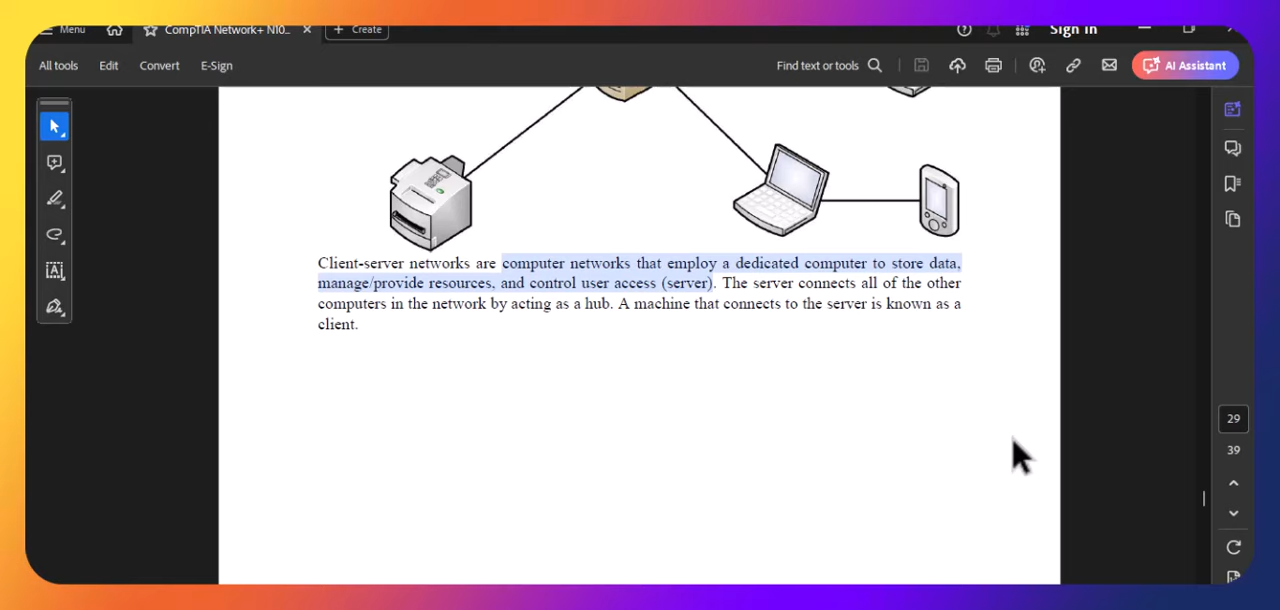 Menu
CompTIA Network+ N10...
Create
Sign in
All tools
Edit
Convert
E-Sign
Find text or tools
AI Assistant
Client-server networks are computer networks that employ a dedicated computer to store data,
manage/provide resources, and control user access (server). The server connects all of the other
computers in the network by acting as a hub. A machine that connects to the server is known as a
client.
29
39